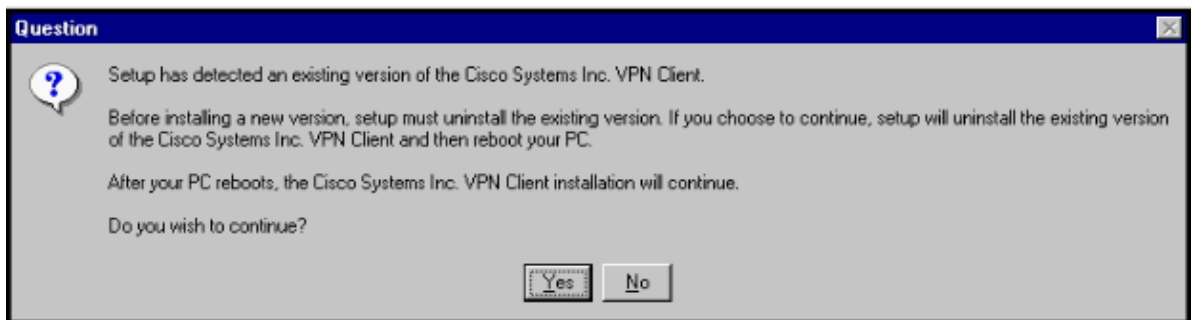 Question
Setup has detected an existing version of the Cisco Systems Inc. VPN Client.
Before installing a new version, setup must uninstall the existing version. If you choose to continue, setup will uninstall the existing version
of the Cisco Systems Inc. VPN Client and then reboot your PC.
After your PC reboots, the Cisco Systems Inc. VPN Client installation will continue.
Do you wish to continue?
Yes No